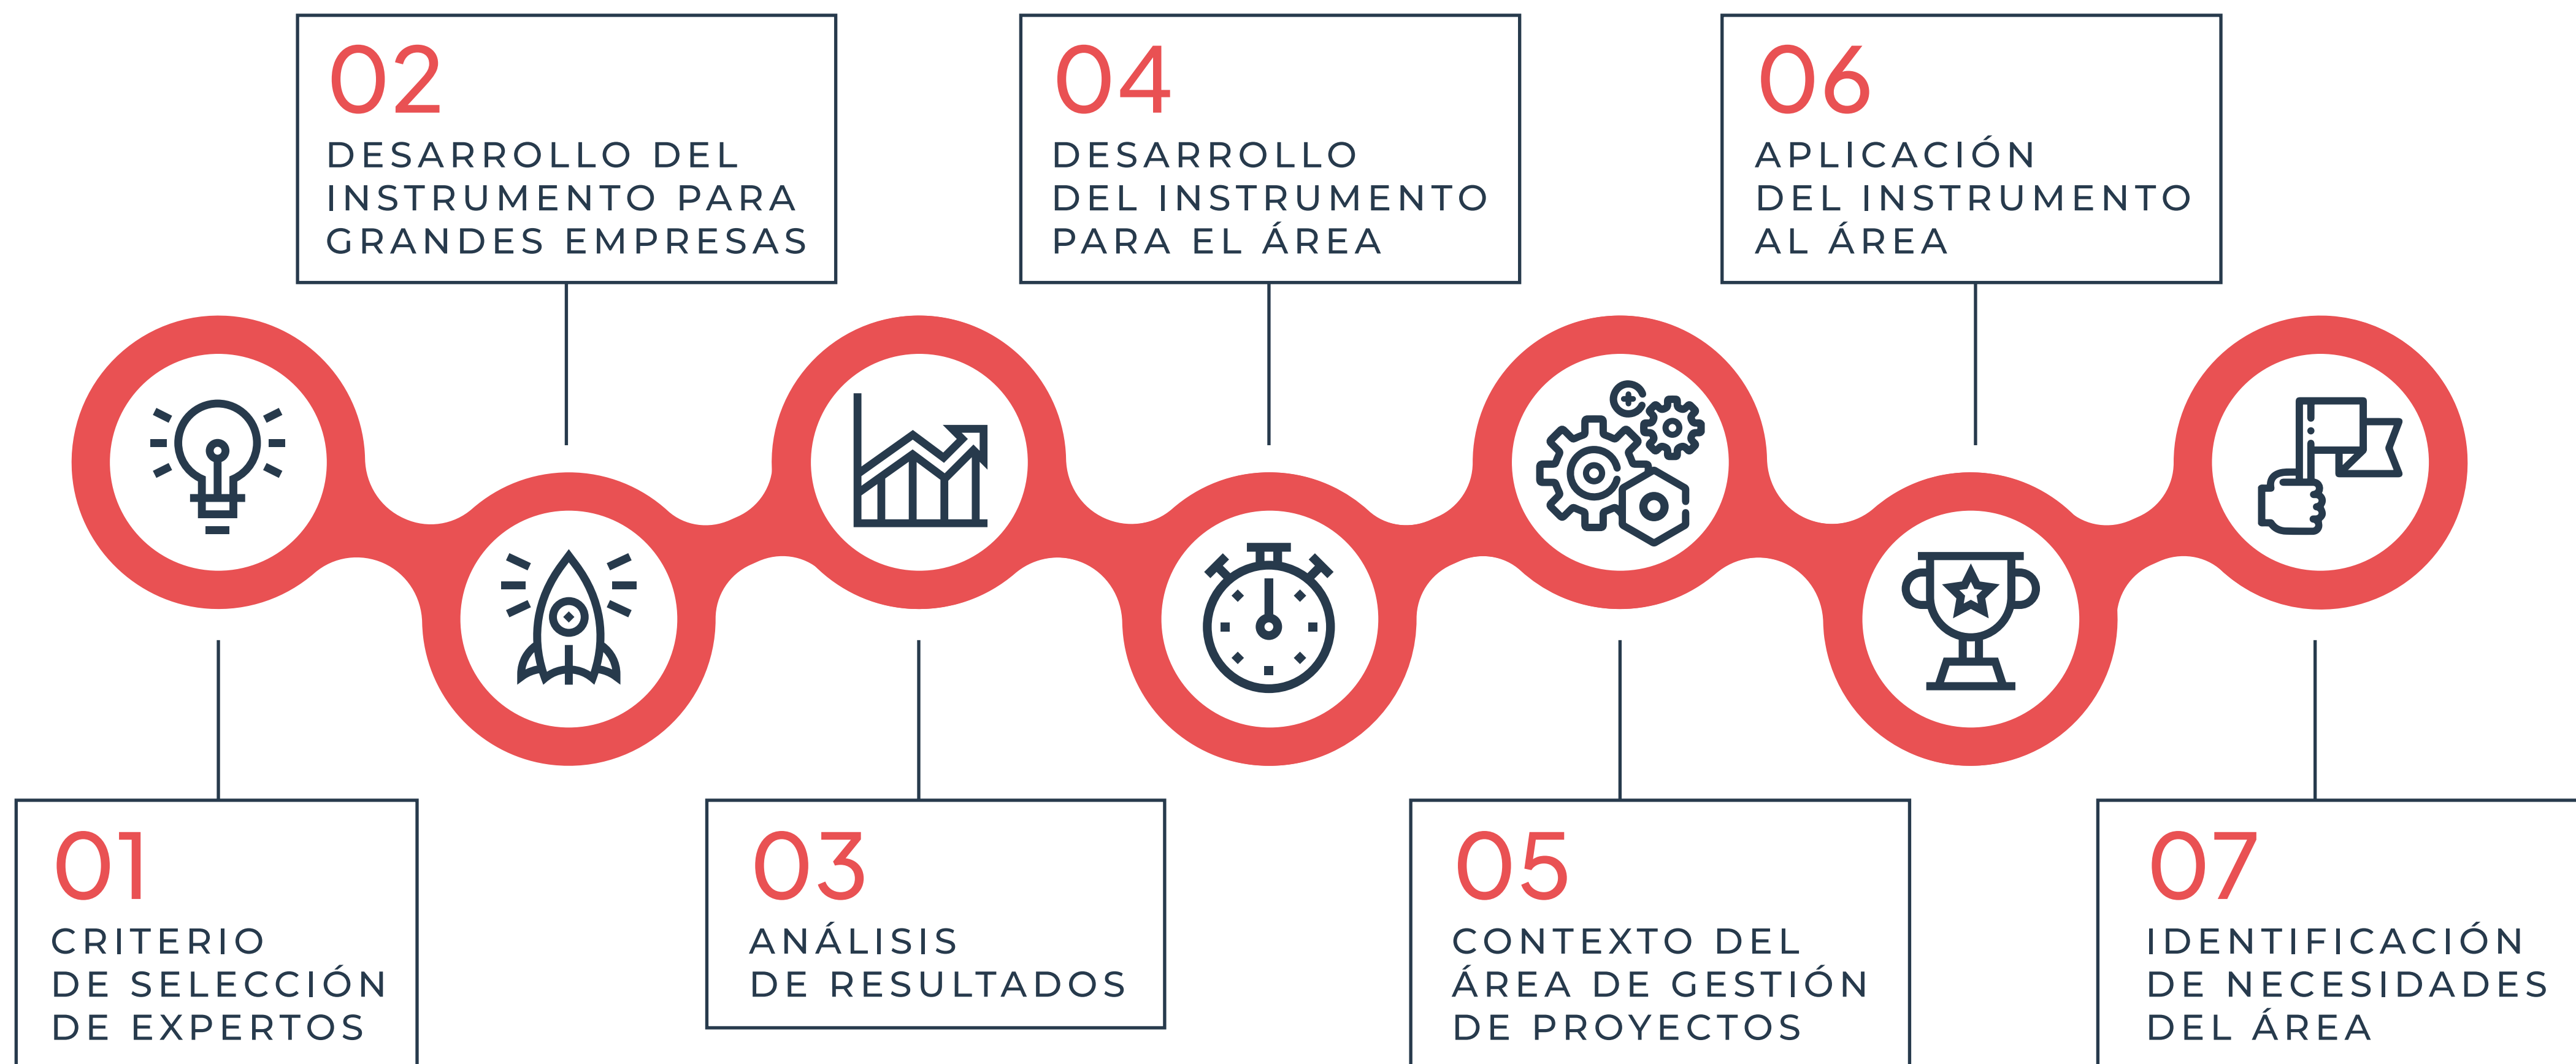 01
CRITERIO
DE SELECCIÓN
DE EXPERTOS
02
DESARROLLO DEL
INSTRUMENTO PARA
GRANDES EMPRESAS
03
ANÁLISIS
DE RESULTADOS
04
DESARROLLO
DEL INSTRUMENTO
PARA EL ÁREA
05
CONTEXTO DEL
ÁREA DE GESTIÓN
DE PROYECTOS
06
APLICACIÓN
DEL INSTRUMENTO
AL ÁREA
07
IDENTIFICACIÓN
DE NECESIDADES
DEL ÁREA